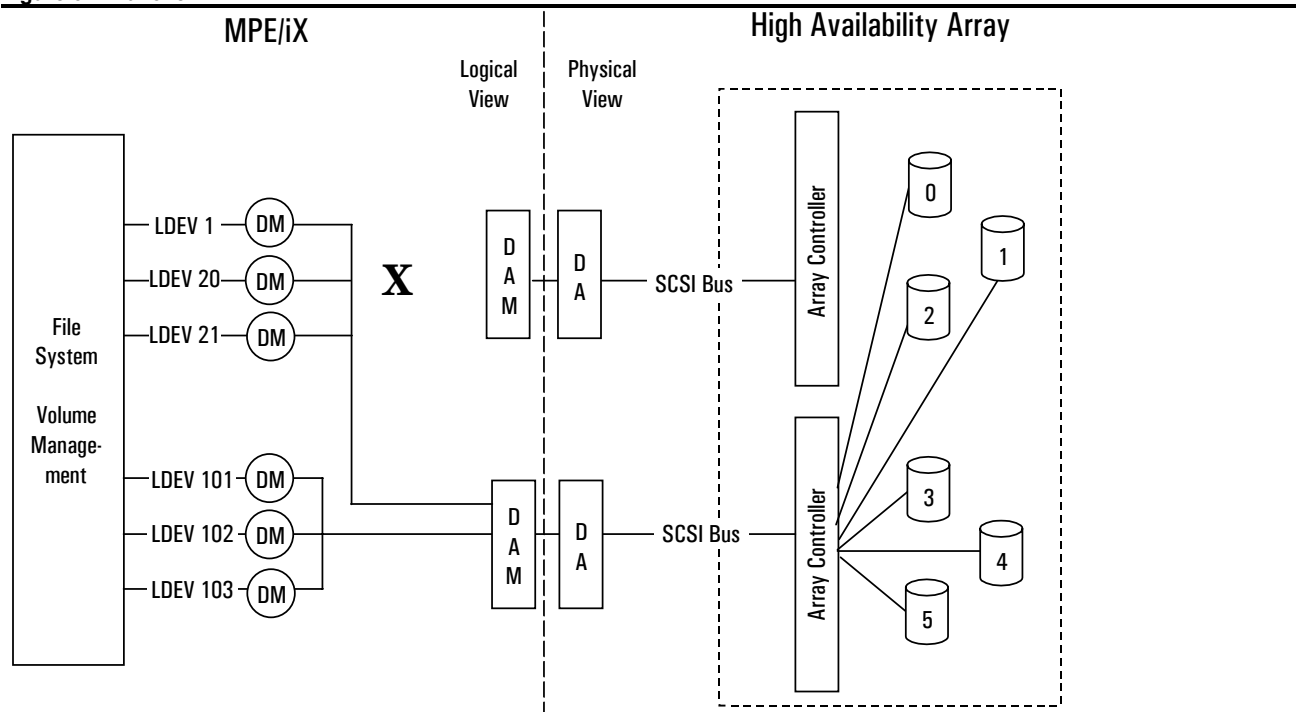 MPE/iX
High Availability Array
Logical
View
Physical
View
File
System
Volume
Manage-
ment
LDEV 1
DM
LDEV 20
DM
LDEV 21
DM
X
D
A
M
D
A
SCSI Bus
Array Controller
0
1
2
LDEV 101
DM
LDEV 102
DM
LDEV 103
DM
D
A
M
D
A
SCSI Bus
Array Controller
3
4
5